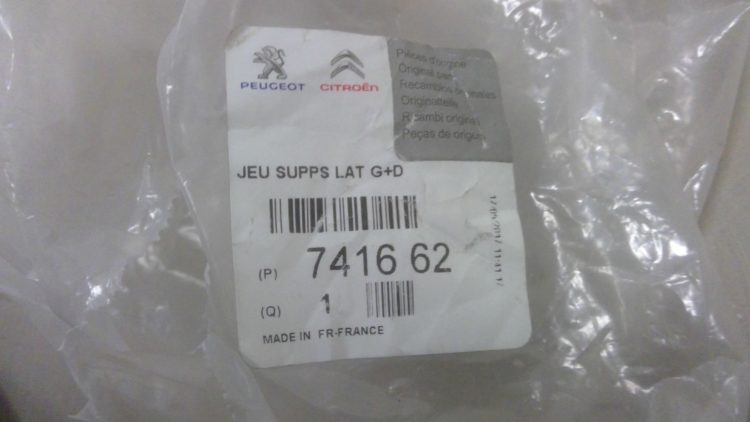 PEUGEOT CITROËN
Pièces d'origine
Original parts
Recambios originales
Originalteile
Ricambi originali
Peças de origem
JEU SUPPS LAT G+D
(P) 7416 62
(Q) 1
MADE IN FR-FRANCE